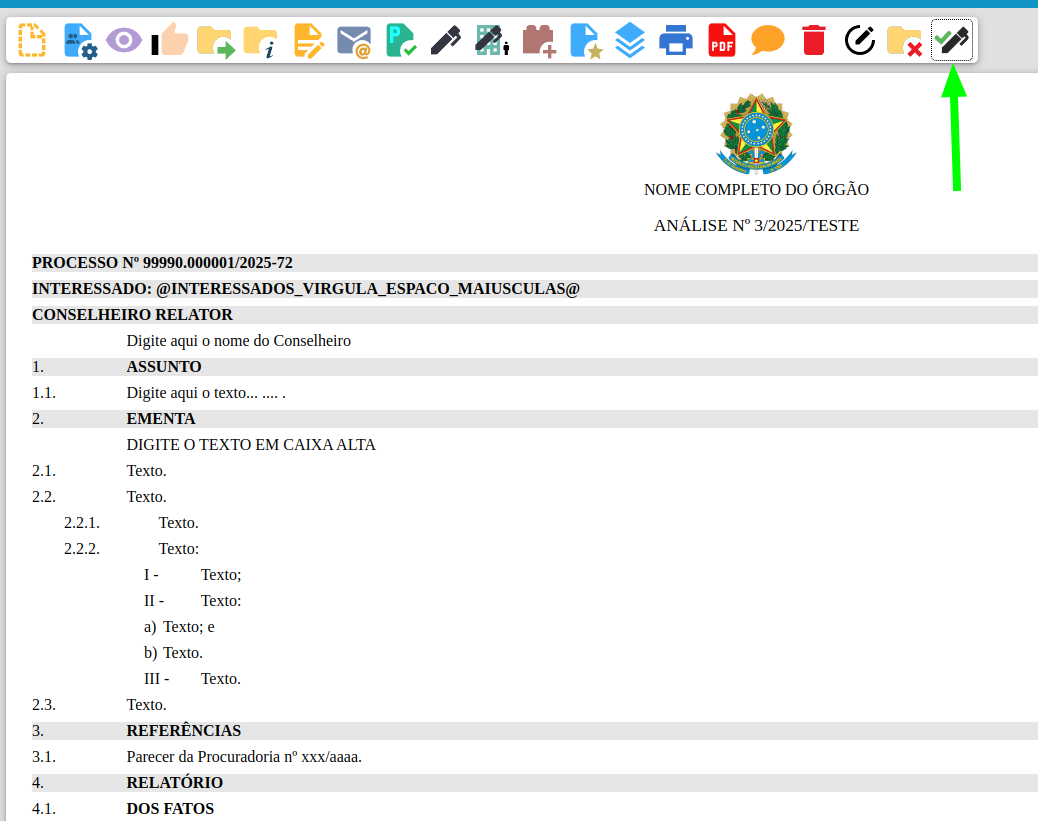 P
PDF
NOME COMPLETO DO ÓRGÃO
ANÁLISE Nº 3/2025/TESTE
PROCESSO Nº 99990.000001/2025-72
INTERESSADO: @INTERESSADOS_VIRGULA_ESPACO_MAIUSCULAS@
CONSELHEIRO RELATOR
Digite aqui o nome do Conselheiro
1. ASSUNTO
1.1. Digite aqui o texto... .... .
2. EMENTA
DIGITE O TEXTO EM CAIXA ALTA
2.1. Texto.
2.2. Texto.
2.2.1. Texto.
2.2.2. Texto:
I - Texto;
II - Texto:
a) Texto; e
b) Texto.
III - Texto.
2.3. Texto.
3. REFERÊNCIAS
3.1. Parecer da Procuradoria nº xxx/aaaa.
4. RELATÓRIO
4.1. DOS FATOS